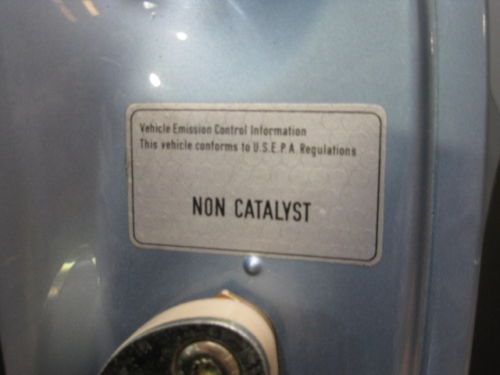 Vehicle Emission Control Information
This vehicle conforms to U.S.E.P.A. Regulations
NON CATALYST